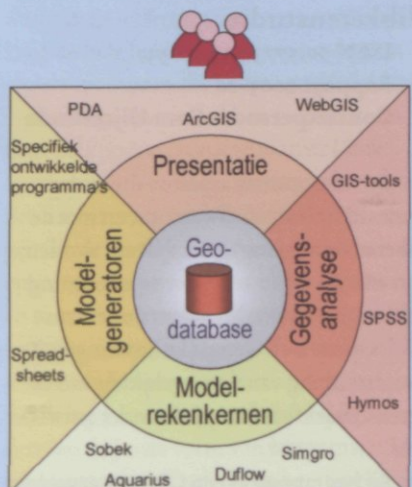 PDA
ArcGIS
WebGIS
Specifiek
ontwikkelde
programma's
Presentatie
GIS-tools
Model-
generatoren
Geo-
database
Gegevens-
analyse
SPSS
Spread-
sheets
Model-
rekenkernen
Hymos
Sobek
Simgro
Aquarius
Duflow